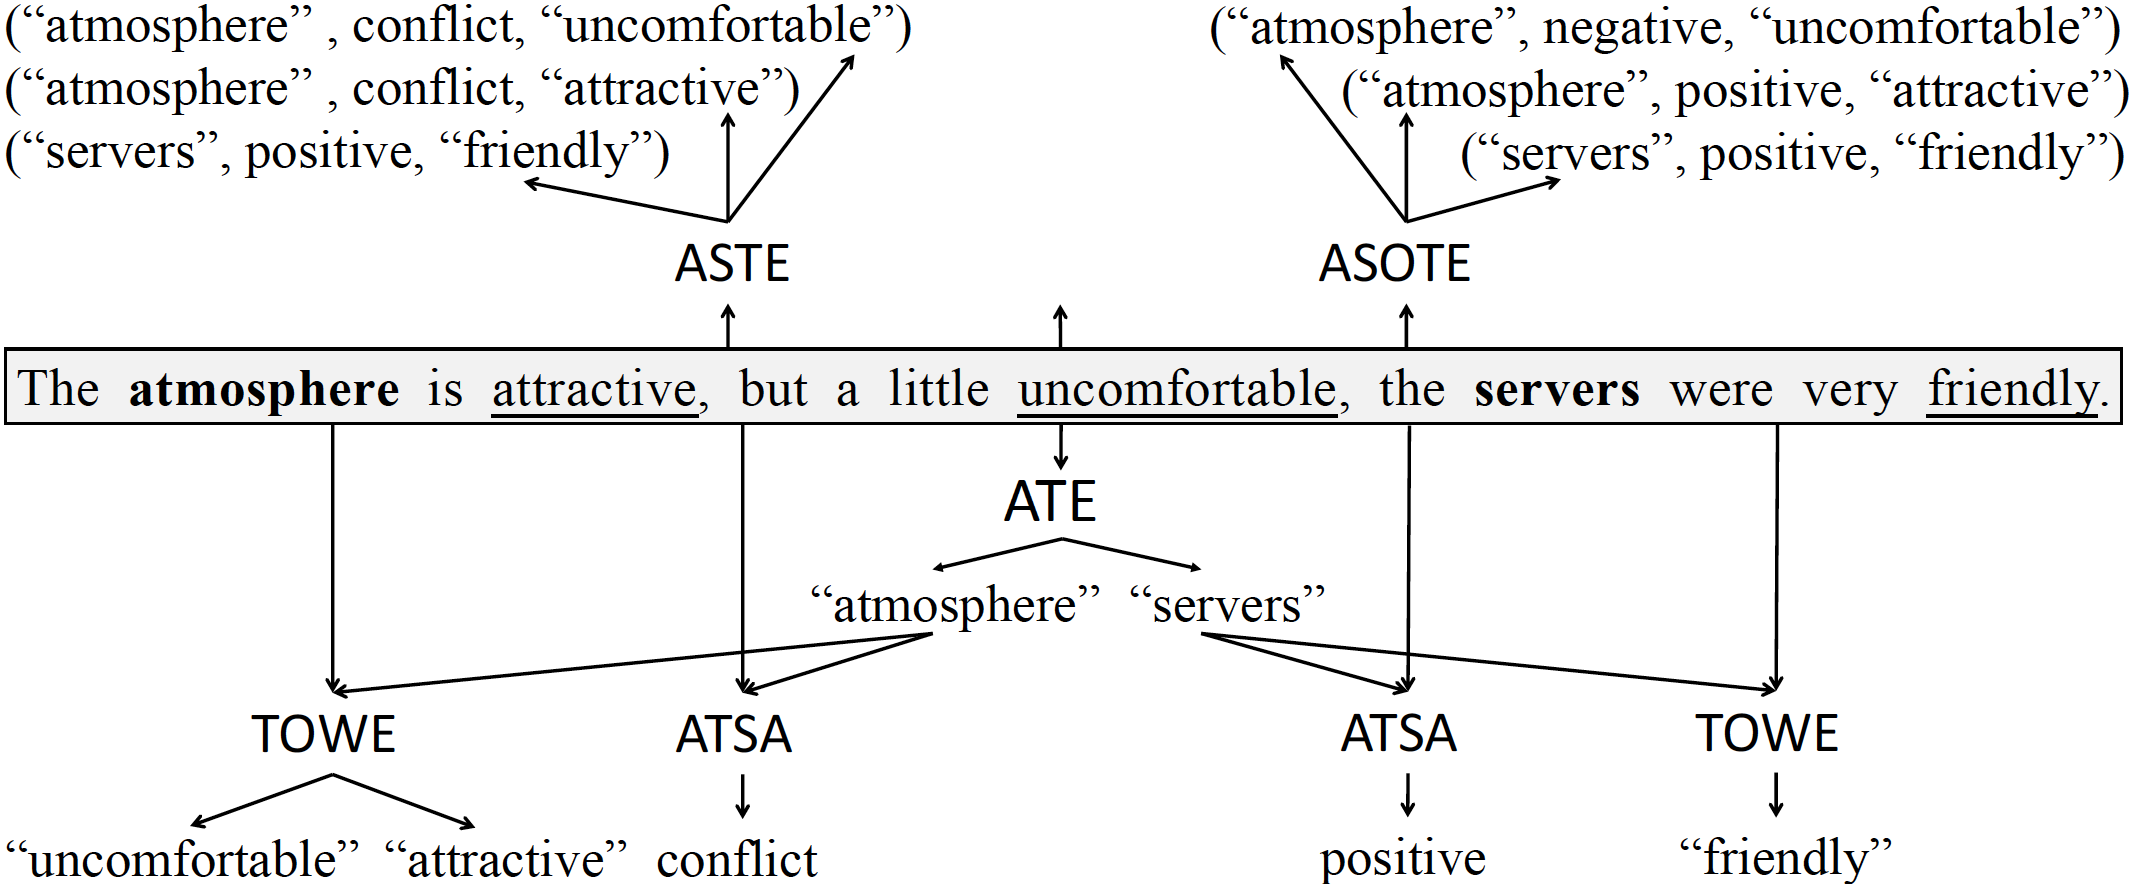 (“atmosphere” , conflict, “uncomfortable”)
(“atmosphere” , conflict, “attractive”)
(“servers”, positive, “friendly”)
(“atmosphere”, negative, “uncomfortable”)
(“atmosphere”, positive, “attractive”)
(“servers”, positive, “friendly”)
ASTE
ASOTE
The atmosphere is attractive, but a little uncomfortable, the servers were very friendly.
ATE
“atmosphere” “servers”
TOWE
ATSA
ATSA
TOWE
“uncomfortable” “attractive” conflict
positive
“friendly”